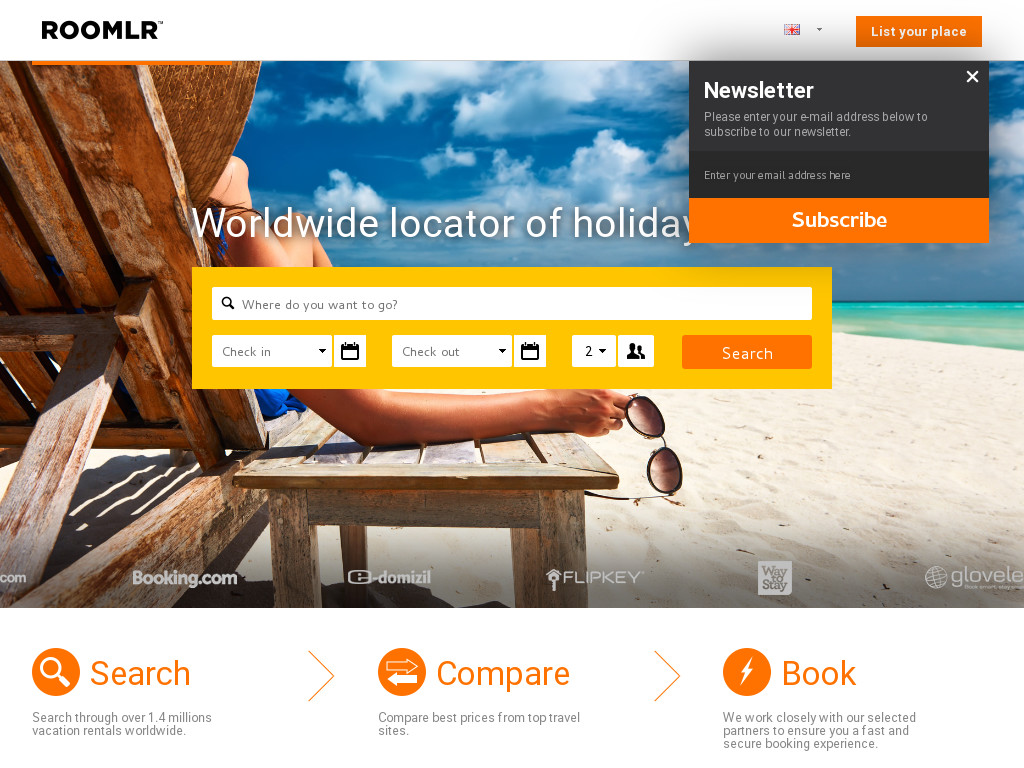 ROOMLR™
List your place
Newsletter
Please enter your e-mail address below to
subscribe to our newsletter.
Enter your email address here
Subscribe
Worldwide locator of holiday
Where do you want to go?
Check in
Check out
2
Search
.com
Booking.com
e-domizil
FLIPKEY
Way to Stay
glovele
Search
Compare
Book
Search through over 1.4 millions
vacation rentals worldwide.
Compare best prices from top travel
sites.
We work closely with our selected
partners to ensure you a fast and
secure booking experience.